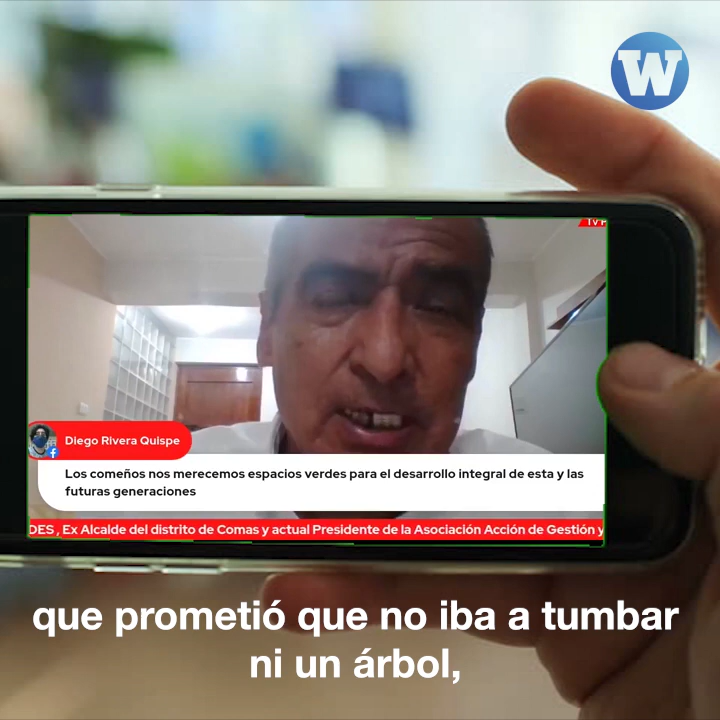 W
TV P
Diego Rivera Quispe
Los comeños nos merecemos espacios verdes para el desarrollo integral de esta y las
futuras generaciones
DES , Ex Alcalde del distrito de Comas y actual Presidente de la Asociación Acción de Gestión y
que prometió que no iba a tumbar
ni un árbol,